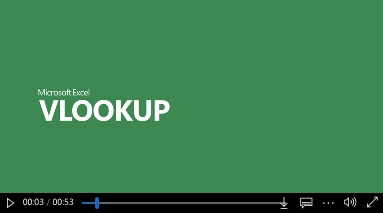 Microsoft Excel
VLOOKUP
00:03 / 00:53